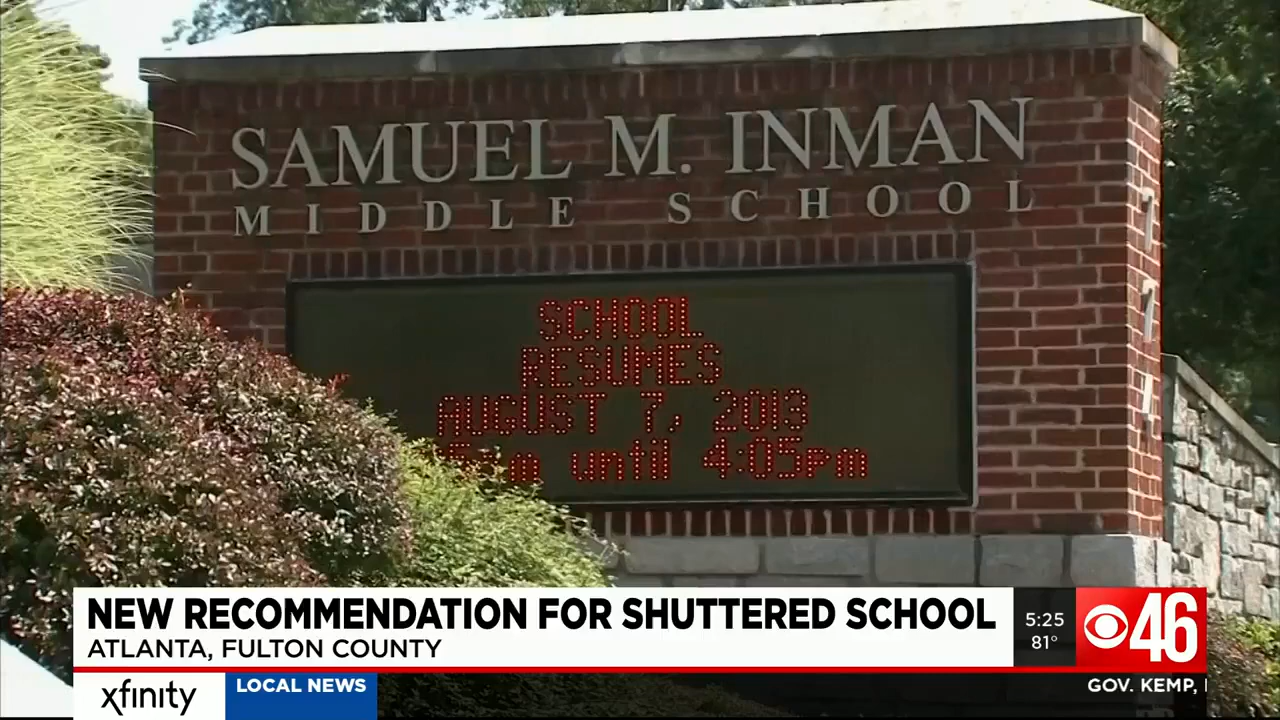 SAMUEL M. INMAN
MIDDLE SCHOOL
SCHOOL
RESUMES
AUGUST 7, 2013
until 4:05pm
777
NEW RECOMMENDATION FOR SHUTTERED SCHOOL
ATLANTA, FULTON COUNTY
5:25
81°
46
xfinity
LOCAL NEWS
GOV. KEMP,